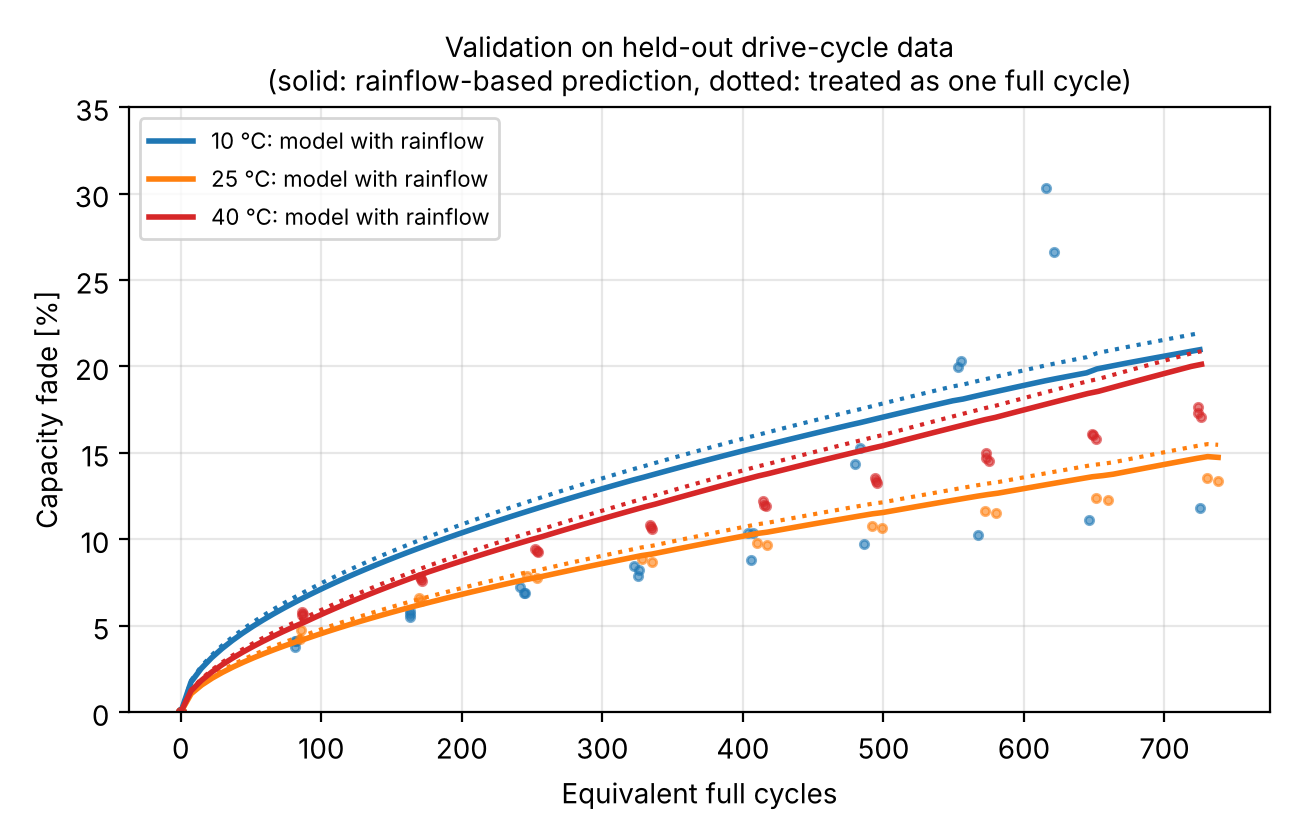 Validation on held-out drive-cycle data
(solid: rainflow-based prediction, dotted: treated as one full cycle)
35
30
25
20
15
10
5
0
Capacity fade [%]
10 °C: model with rainflow
25 °C: model with rainflow
40 °C: model with rainflow
0 100 200 300 400 500 600 700
Equivalent full cycles